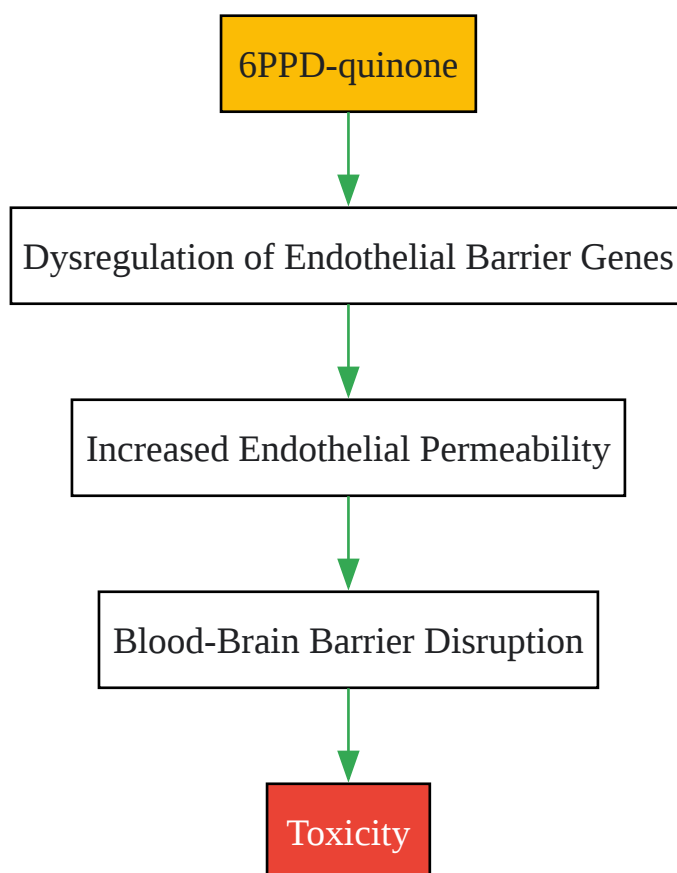 6PPD-quinone
Dysregulation of Endothelial Barrier Genes
Increased Endothelial Permeability
Blood-Brain Barrier Disruption
Toxicity